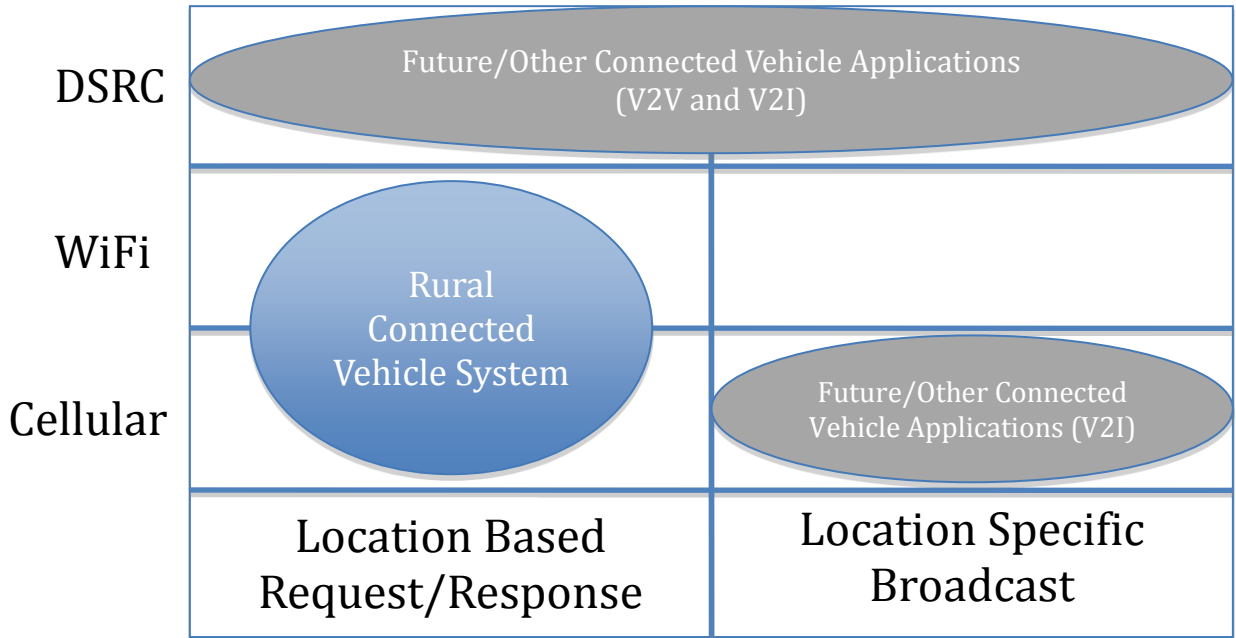 DSRC
Future/Other Connected Vehicle Applications
(V2V and V2I)
WiFi
Rural
Connected
Vehicle System
Cellular
Future/Other Connected
Vehicle Applications (V2I)
Location Based
Request/Response
Location Specific
Broadcast